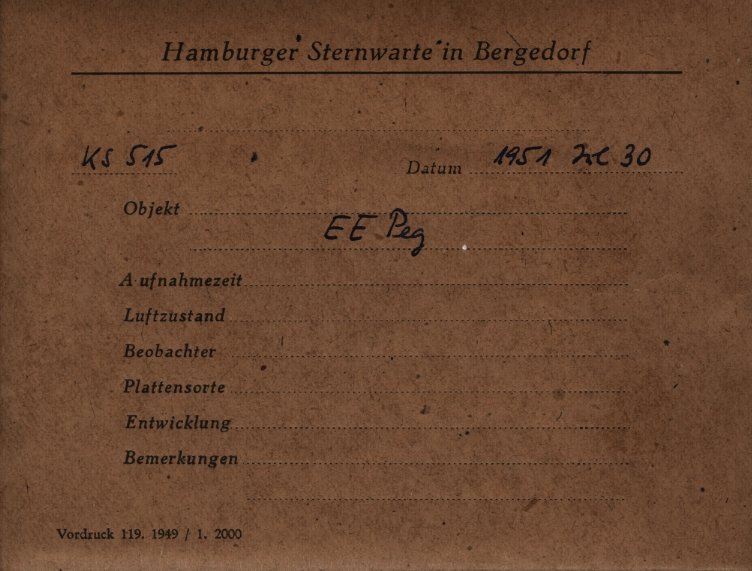 Hamburger Sternwarte in Bergedorf
KS 515 Datum 1951 Jul 30
Objekt
EE Peg
Aufnahmezeit
Luftzustand
Beobachter
Plattensorte
Entwicklung
Bemerkungen
Vordruck 119. 1949 / 1. 2000